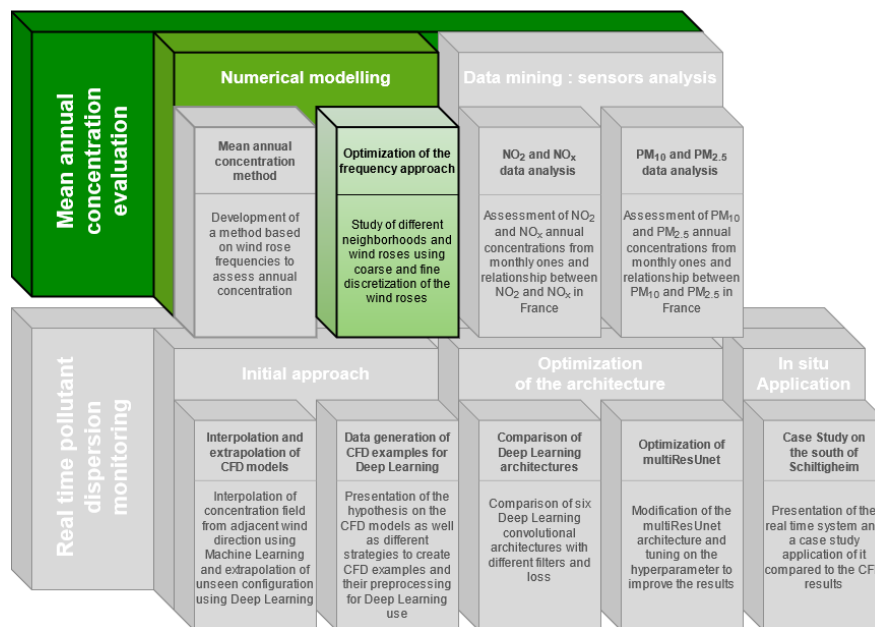 Mean annual
concentration
evaluation
Numerical modelling
Data mining : sensors analysis
Mean annual
concentration
method
Development of
a method based
on wind rose
frequencies to
assess annual
concentration
Optimization of the
frequency approach
Study of different
neighborhoods and
wind roses using
coarse and fine
discretization of the
wind roses
NO₂ and NOₓ
data analysis
Assessment of NO₂
and NOₓ annual
concentrations from
monthly ones and
relationship between
NO₂ and NOₓ in
France
PM₁₀ and PM₂.₅
data analysis
Assessment of PM₁₀
and PM₂.₅ annual
concentrations from
monthly ones and
relationship between
PM₁₀ and PM₂.₅ in
France
Real time pollutant
dispersion
monitoring
Initial approach
Optimization
of the architecture
In situ
Application
Interpolation and
extrapolation of
CFD models
Interpolation of
concentration field
from adjacent wind
direction using
Machine Learning
and extrapolation of
unseen configuration
using Deep Learning
Data generation of
CFD examples for
Deep Learning
Presentation of the
hypothesis on the
CFD models as well
as different
strategies to create
CFD examples and
their preprocessing
for Deep Learning
use
Comparison of
Deep Learning
architectures
Comparison of six
Deep Learning
convolutional
architectures with
different filters and
loss
Optimization of
multiResUnet
Modification of the
multiResUnet
architecture and
tuning on the
hyperparameter to
improve the results
Case Study on
the south of
Schiltigheim
Presentation of the
real time system an
a case study
application of it
compared to the CF
results